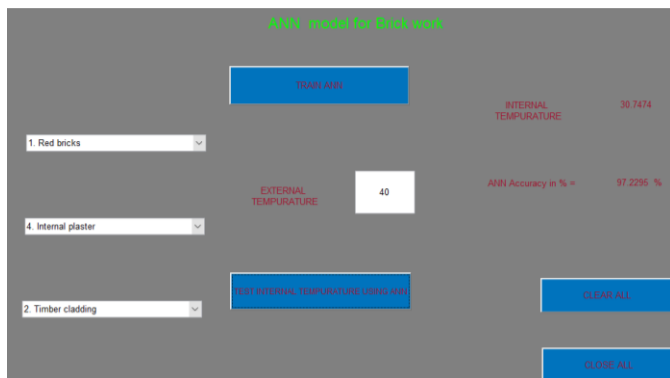 ANN model for Brick work
TRAIN ANN
INTERNAL
TEMPURATURE
30.7474
1. Red bricks
EXTERNAL
TEMPURATURE
40
ANN Accuracy in % =
97.2295 %
4. Internal plaster
TEST INTERNAL TEMPURATURE USING ANN
2. Timber cladding
CLEAR ALL
CLOSE ALL